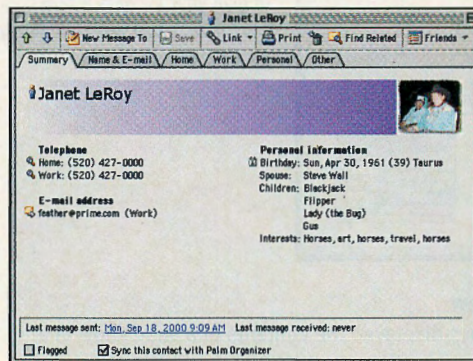 Janet LeRoy
New Message To Save Link Print Find Related Friends
Summary Name & E-mail Home Work Personal Other
Janet LeRoy
Telephone
Home: (520) 427-0000
Work: (520) 427-0000
E-mail address
feather@prime.com (Work)
Personal information
Birthday: Sun, Apr 30, 1961 (39) Taurus
Spouse: Steve Wall
Children: Blackjack
Flipper
Lady (the Bug)
Gus
Interests: Horses, art, horses, travel, horses
Last message sent: Mon, Sep 18, 2000 9:09 AM Last message received: never
Flagged Sync this contact with Palm Organizer